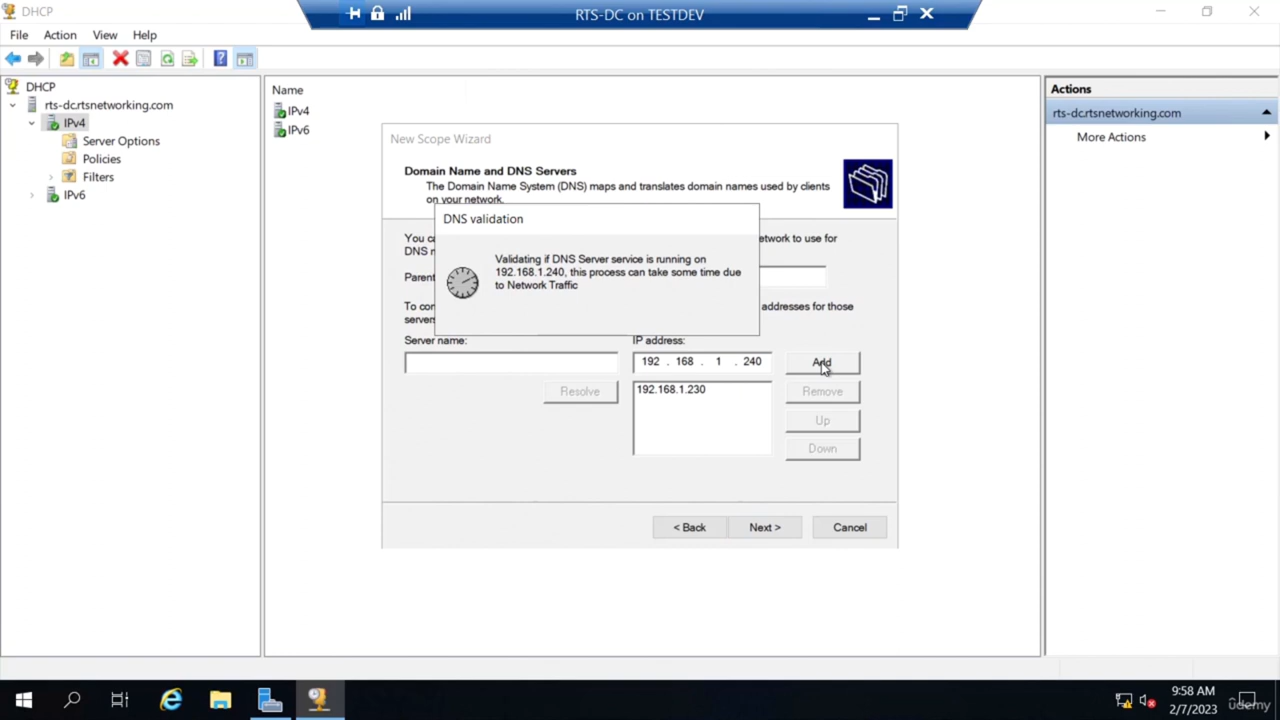 DHCP
RTS-DC on TESTDEV
File Action View Help
DHCP
rts-dc.rtsnetworking.com
IPv4
Server Options
Policies
Filters
IPv6
Name
IPv4
IPv6
New Scope Wizard
Domain Name and DNS Servers
The Domain Name System (DNS) maps and translates domain names used by clients
on your network.
DNS validation
You ca
etwork to use for
DNS n
Validating if DNS Server service is running on
192.168.1.240, this process can take some time due
to Network Traffic
Parent
To con
addresses for those
servers
Server name:
IP address:
192 . 168 . 1 . 240
Add
Resolve
192.168.1.230
Remove
Up
Down
< Back
Next >
Cancel
Actions
rts-dc.rtsnetworking.com
More Actions
9:58 AM
2/7/2023
ûdemy